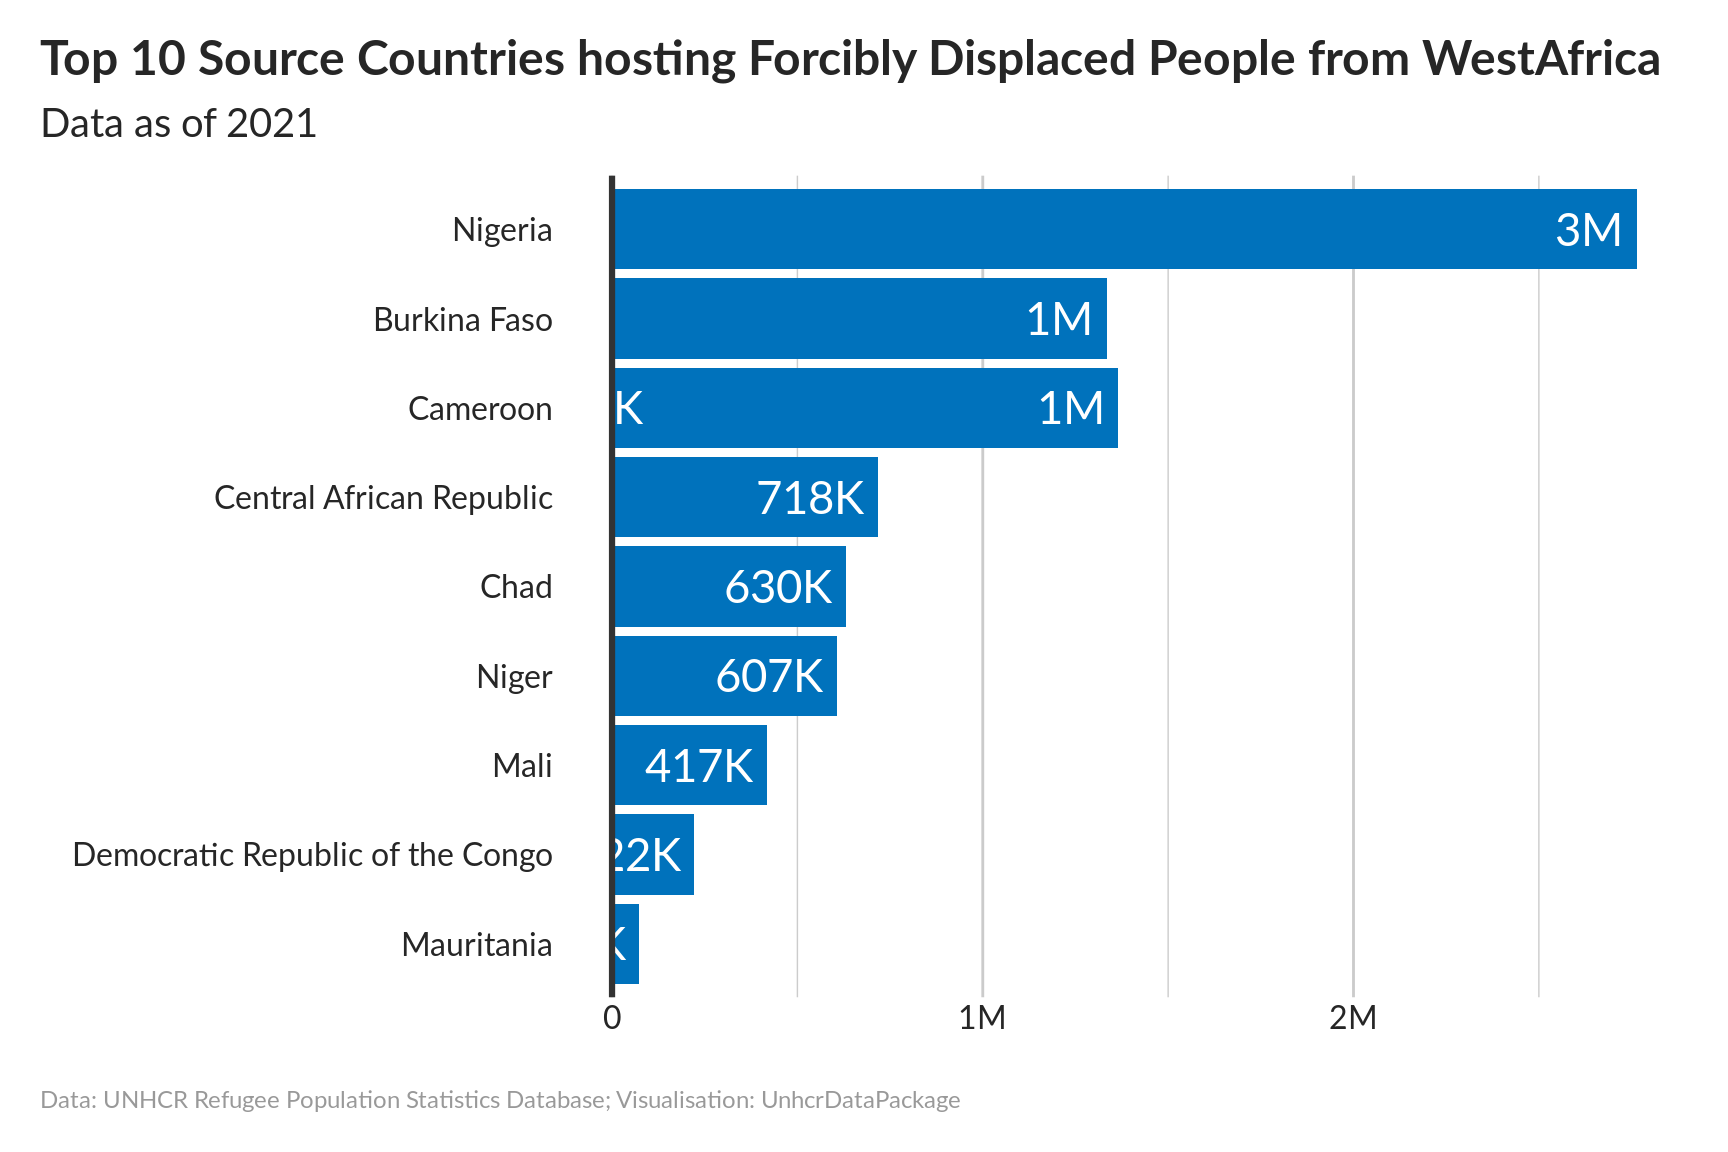 Top 10 Source Countries hosting Forcibly Displaced People from WestAfrica
Data as of 2021
Nigeria 3M
Burkina Faso 1M
Cameroon K 1M
Central African Republic 718K
Chad 630K
Niger 607K
Mali 417K
Democratic Republic of the Congo 22K
Mauritania K
0 1M 2M
Data: UNHCR Refugee Population Statistics Database; Visualisation: UnhcrDataPackage